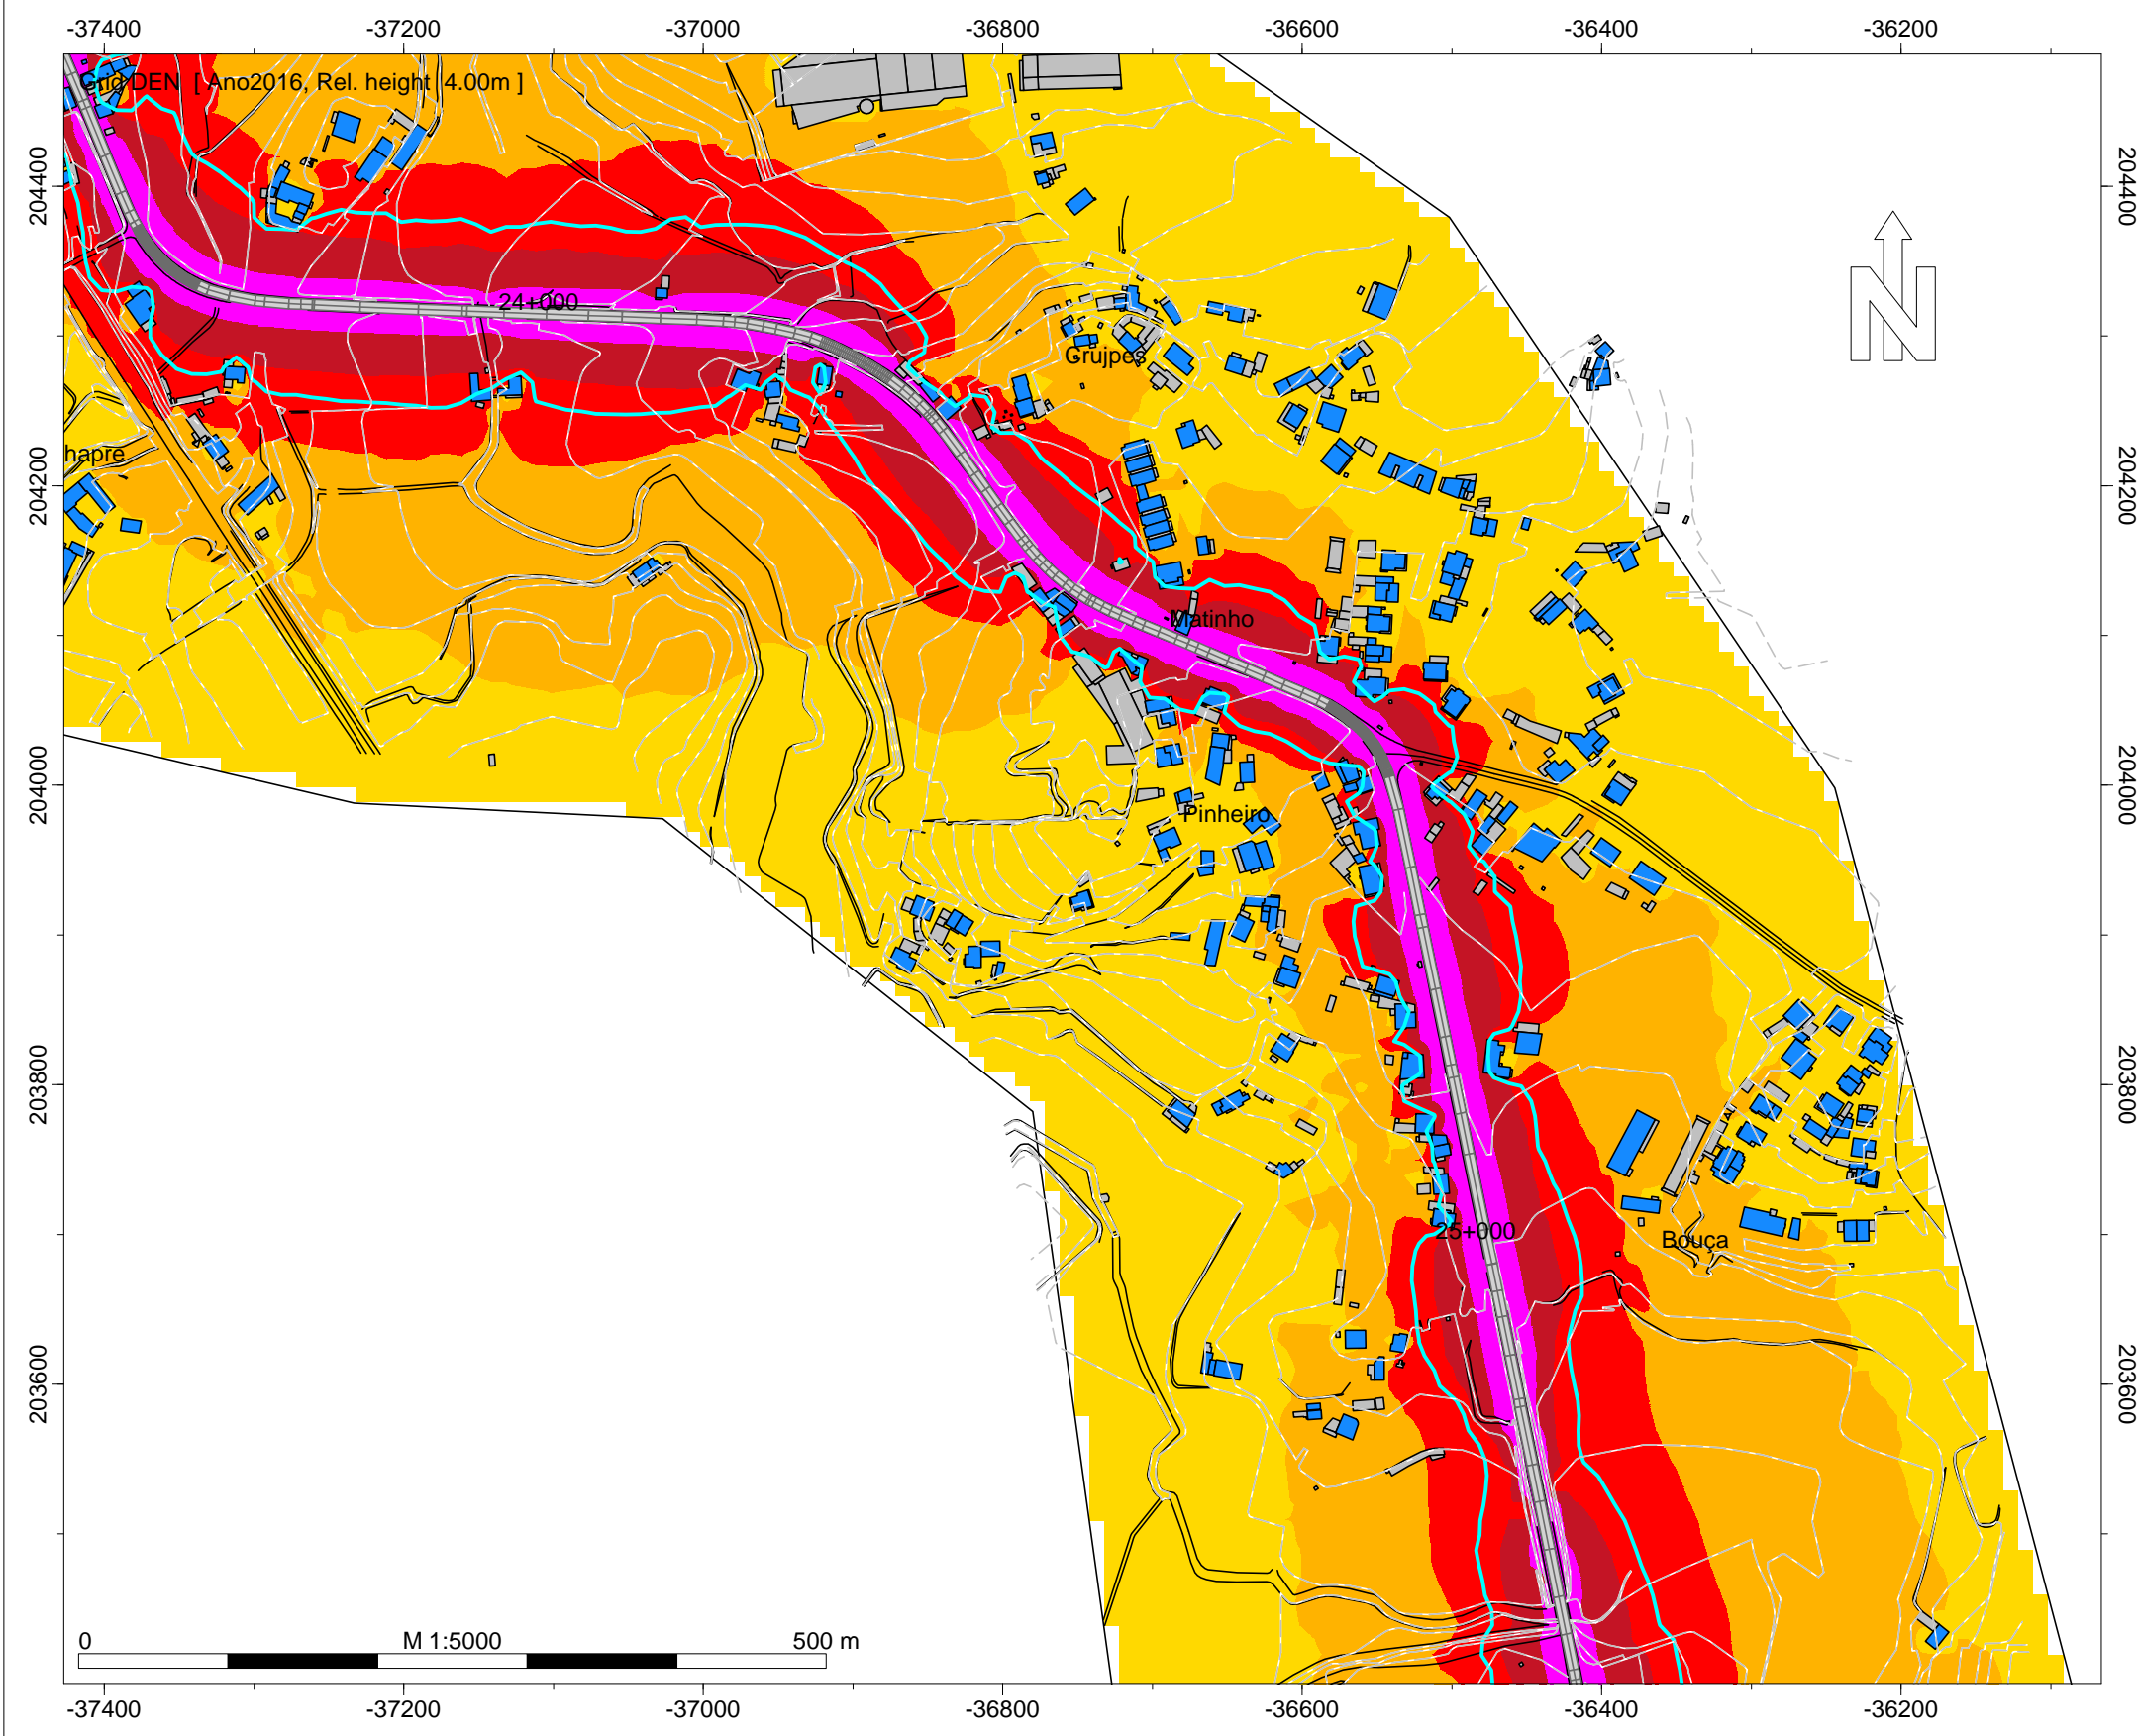 -37400 -37200 -37000 -36800 -36600 -36400 -36200
Grid DEN [ Ano2016, Rel. height 4.00m ]
204400 204400
24+000
Grujpes
hapre
204200 204200
Matinho
204000 204000
Pinheiro
203800 203800
25+000
Bouça
203600 203600
0 M 1:5000 500 m
-37400 -37200 -37000 -36800 -36600 -36400 -36200